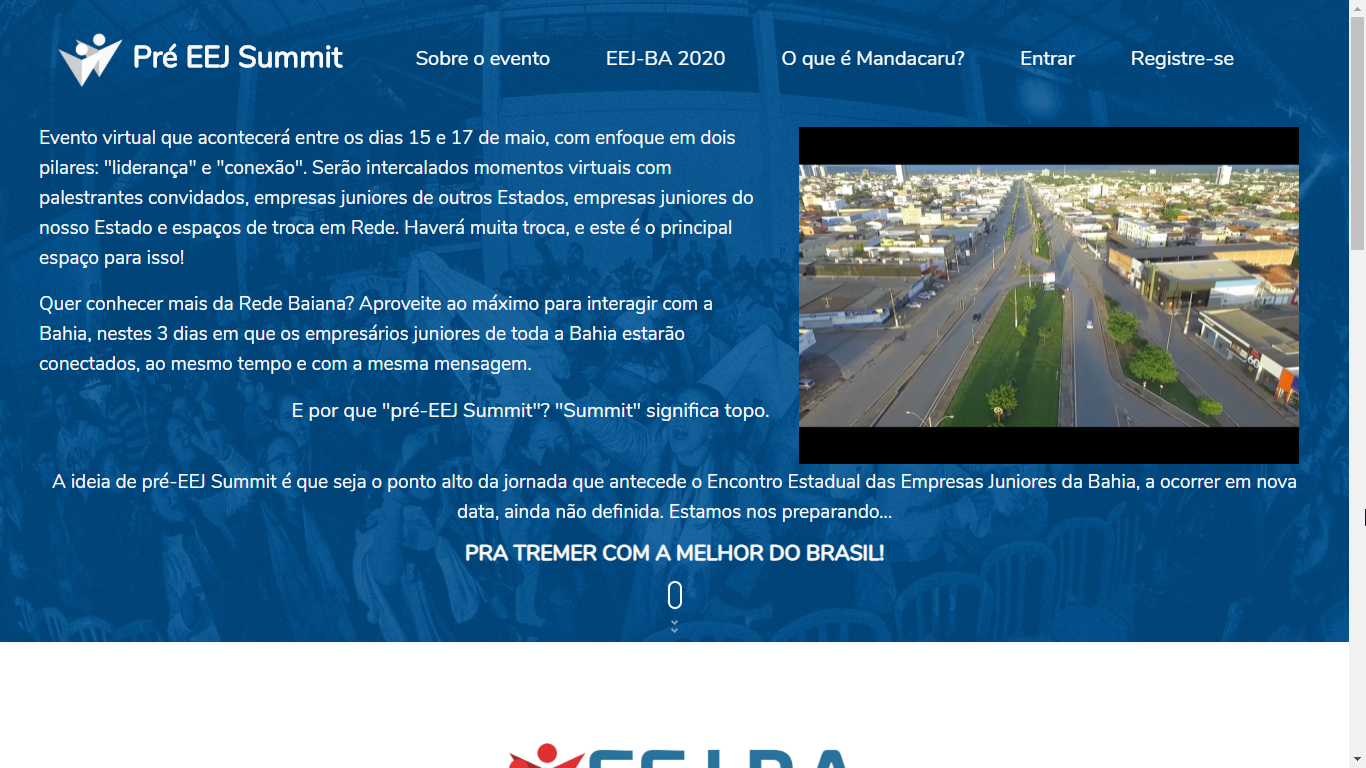 Pré EEJ Summit
Sobre o evento
EEJ-BA 2020
O que é Mandacaru?
Entrar
Registre-se
Evento virtual que acontecerá entre os dias 15 e 17 de maio, com enfoque em dois
pilares: "liderança" e "conexão". Serão intercalados momentos virtuais com
palestrantes convidados, empresas juniores de outros Estados, empresas juniores do
nosso Estado e espaços de troca em Rede. Haverá muita troca, e este é o principal
espaço para isso!
Quer conhecer mais da Rede Baiana? Aproveite ao máximo para interagir com a
Bahia, nestes 3 dias em que os empresários juniores de toda a Bahia estarão
conectados, ao mesmo tempo e com a mesma mensagem.
E por que "pré-EEJ Summit"? "Summit" significa topo.
A ideia de pré-EEJ Summit é que seja o ponto alto da jornada que antecede o Encontro Estadual das Empresas Juniores da Bahia, a ocorrer em nova
data, ainda não definida. Estamos nos preparando...
PRA TREMER COM A MELHOR DO BRASIL!